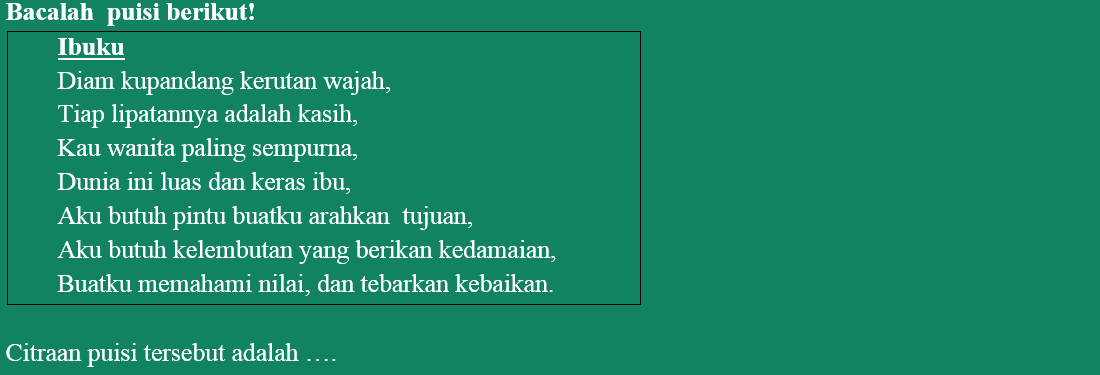 Bacalah puisi berikut!
Ibuku
Diam kupandang kerutan wajah,
Tiap lipatannya adalah kasih,
Kau wanita paling sempurna,
Dunia ini luas dan keras ibu,
Aku butuh pintu buatku arahkan tujuan,
Aku butuh kelembutan yang berikan kedamaian,
Buatku memahami nilai, dan tebarkan kebaikan.
Citraan puisi tersebut adalah ….